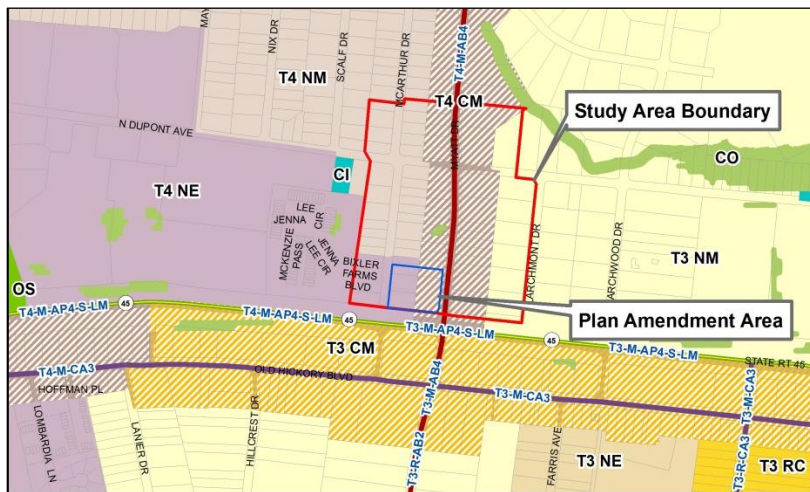 MAY
NIX DR
SCALF DR
MCARTHUR DR
T4-M-AB4
T4 NM
T4 CM
Study Area Boundary
N DUPONT AVE
MYATT DR
CO
CI
T4 NE
LEE
CIR
JENNA
MCKENZIE
PASS
JENNA
LEE CIR
BIXLER
FARMS
BLVD
LARCHMONT DR
ARCHWOOD DR
T3 NM
OS
T4-M-AP4-S-LM
45
T4-M-AP4-S-LM
45
T3-M-AP4-S-LM
45
T3-M-AP4-S-LM
STATE RT 45
Plan Amendment Area
T3 CM
T4-M-CA3
OLD HICKORY BLVD
T3-M-AB4
T3-M-CA3
T3-M-CA3
HOFFMAN PL
LOMBARDIA LN
LANIER DR
HILLCREST DR
T3-R-AB2
FARRIS AVE
T3 NE
T3-R-CA3
T3 RC